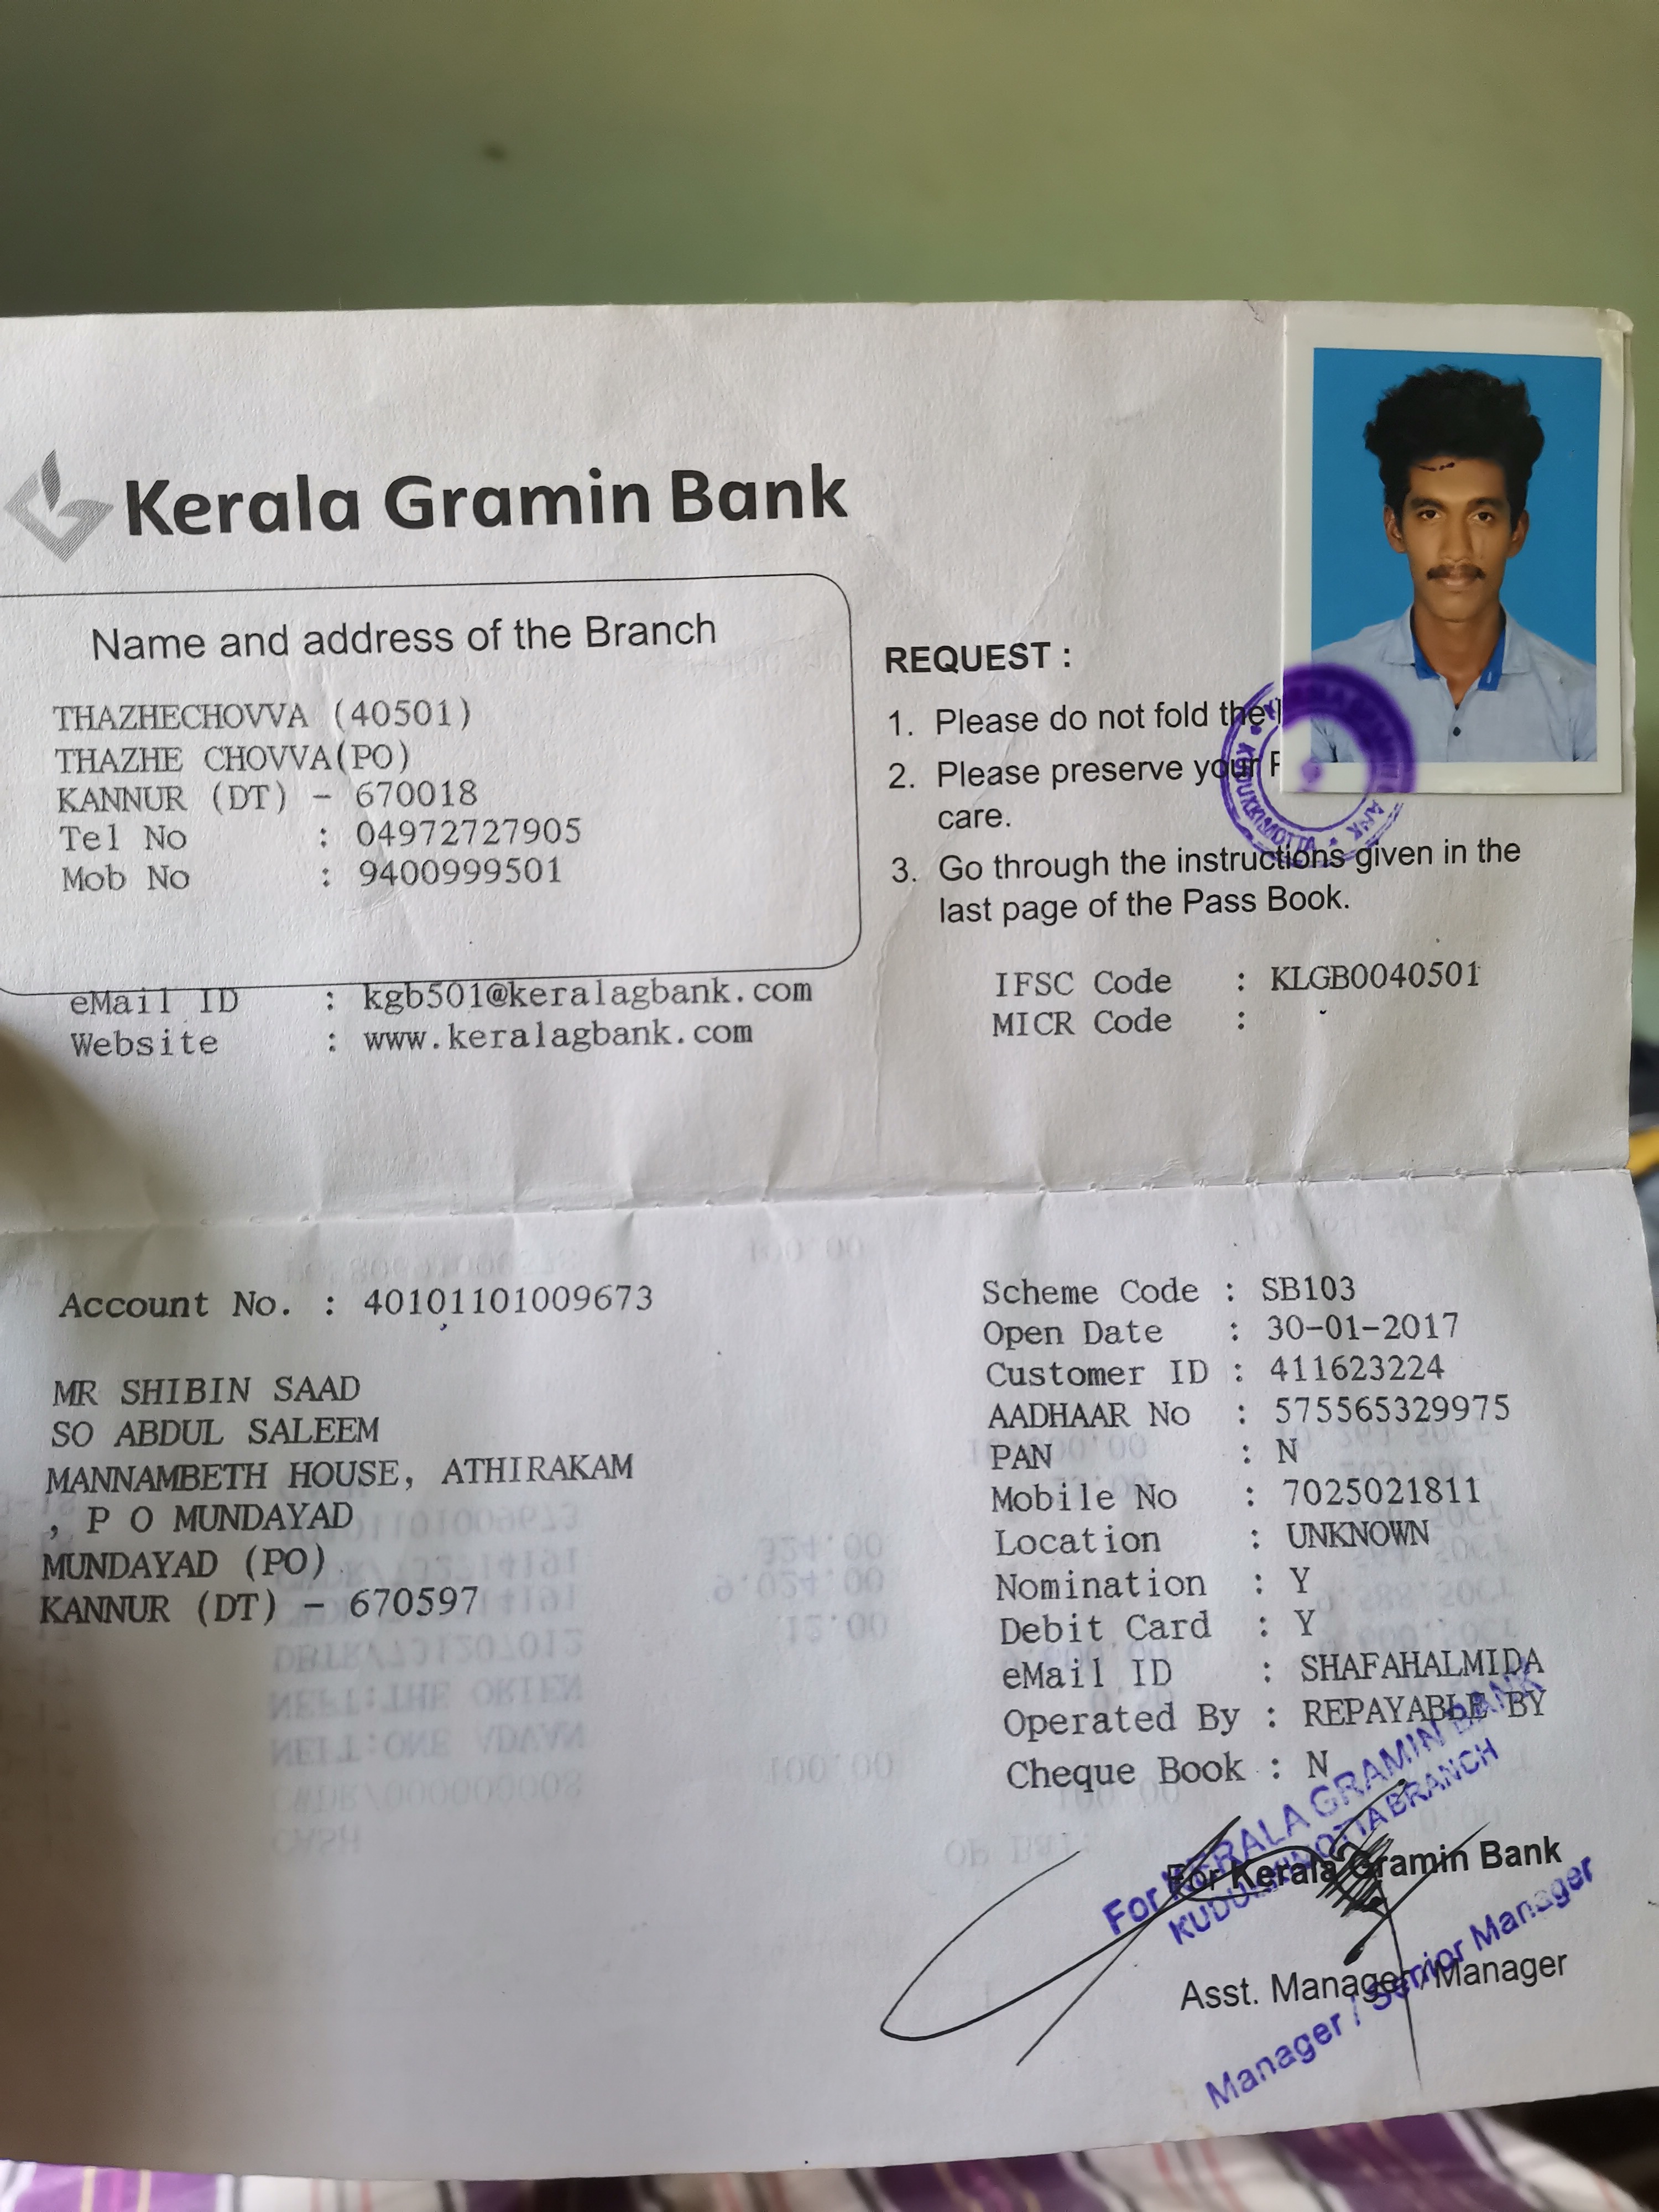 Kerala Gramin Bank
Name and address of the Branch
THAZHECHOVVA (40501)
THAZHE CHOVVA(PO)
KANNUR (DT) - 670018
Tel No : 04972727905
Mob No : 9400999501
eMail ID : kgb501@keralagbank.com
Website : www.keralagbank.com
REQUEST :
1. Please do not fold the
2. Please preserve your P
care.
3. Go through the instructions given in the
last page of the Pass Book.
IFSC Code : KLGB0040501
MICR Code :
Account No. : 40101101009673
MR SHIBIN SAAD
SO ABDUL SALEEM
MANNAMBETH HOUSE, ATHIRAKAM
, P O MUNDAYAD
MUNDAYAD (PO)
KANNUR (DT) - 670597
Scheme Code : SB103
Open Date : 30-01-2017
Customer ID : 411623224
AADHAAR No : 575565329975
PAN : N
Mobile No : 7025021811
Location : UNKNOWN
Nomination : Y
Debit Card : Y
eMail ID : SHAFAHALMIDA
Operated By : REPAYABLE BY
Cheque Book : N
For KERALA GRAMIN BANK
KUDUKKIMOTTA BRANCH
For Kerala Gramin Bank
Asst. Manager/Manager
Manager / Senior Manager